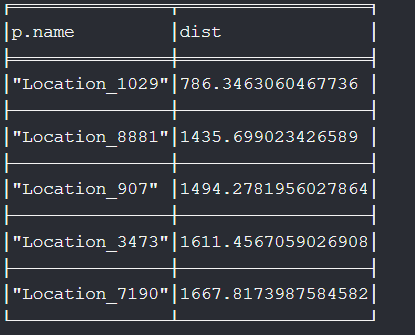 p.name dist
"Location_1029" 786.3463060467736
"Location_8881" 1435.699023426589
"Location_907" 1494.2781956027864
"Location_3473" 1611.4567059026908
"Location_7190" 1667.8173987584582